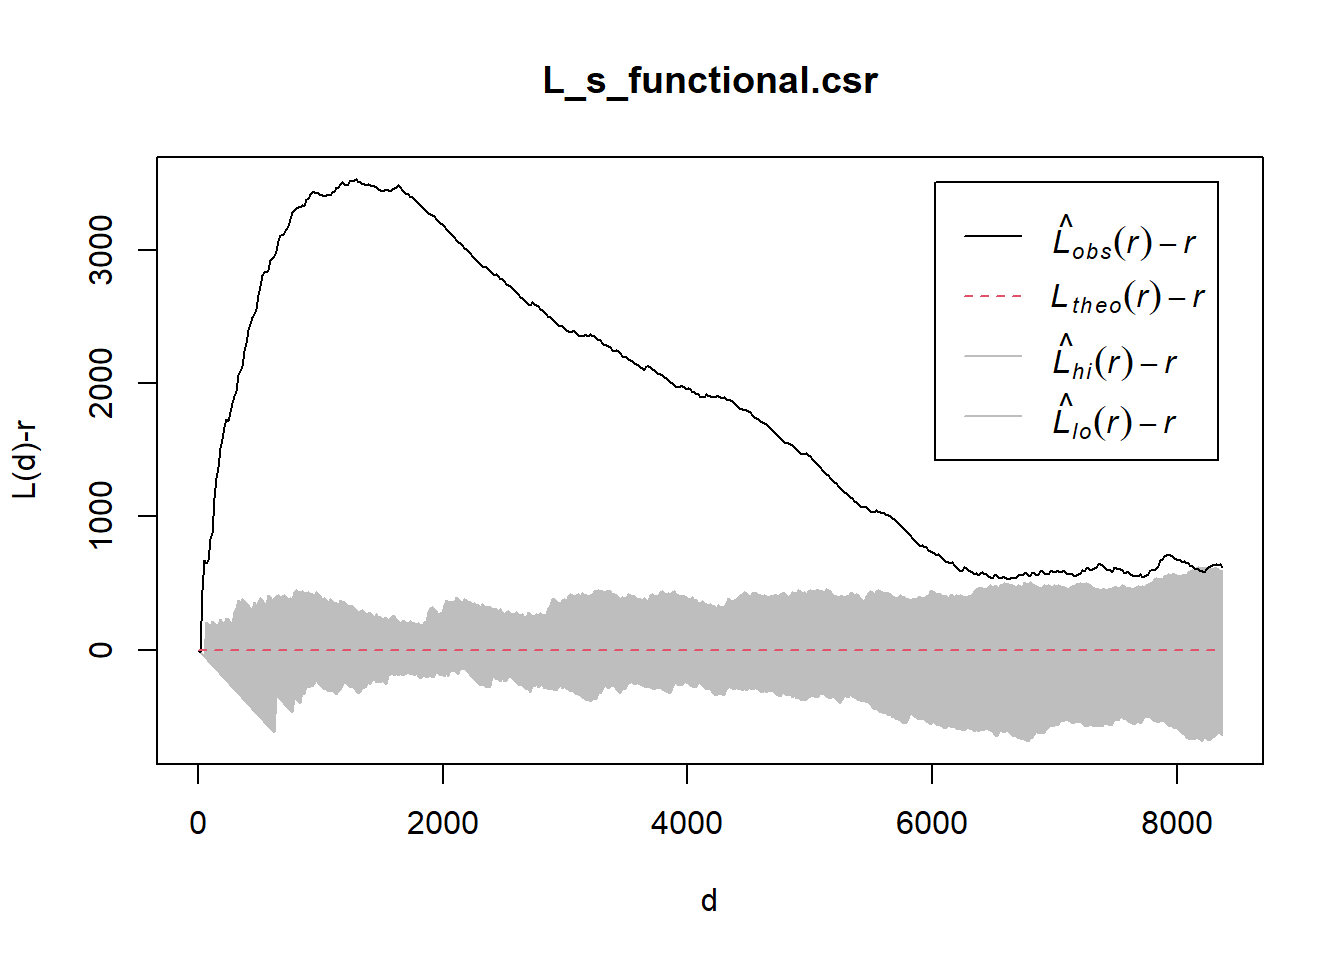 L_s_functional.csr
L̂obs(r) − r
Ltheo(r) − r
L̂hi(r) − r
L̂lo(r) − r
L(d)-r
3000
2000
1000
0
0 2000 4000 6000 8000
d